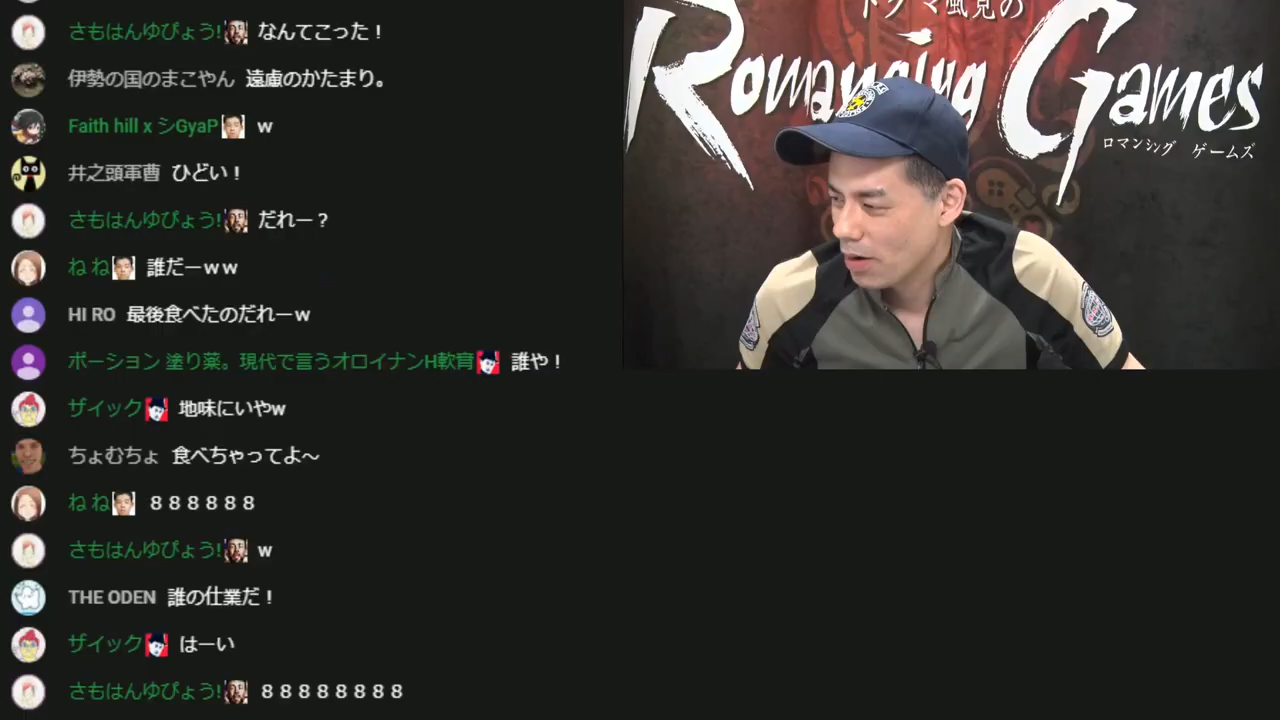 さもはんゆぴょう! なんてこった！
伊勢の国のまこやん 遠慮のかたまり。
Faith hill x シGyaP w
井之頭軍曹 ひどい！
さもはんゆぴょう! だれー？
ね ね 誰だーｗｗ
HI RO 最後食べたのだれーｗ
ポーション 塗り薬。現代で言うオロイナンH軟膏 誰や！
ザイック 地味にいやw
ちょむちょ 食べちゃってよ～
ね ね ８８８８８８
さもはんゆぴょう! w
THE ODEN 誰の仕業だ！
ザイック はーい
さもはんゆぴょう! ８８８８８８８８
ドグマ風見の
Romancing Games
ロマンシング ゲームズ